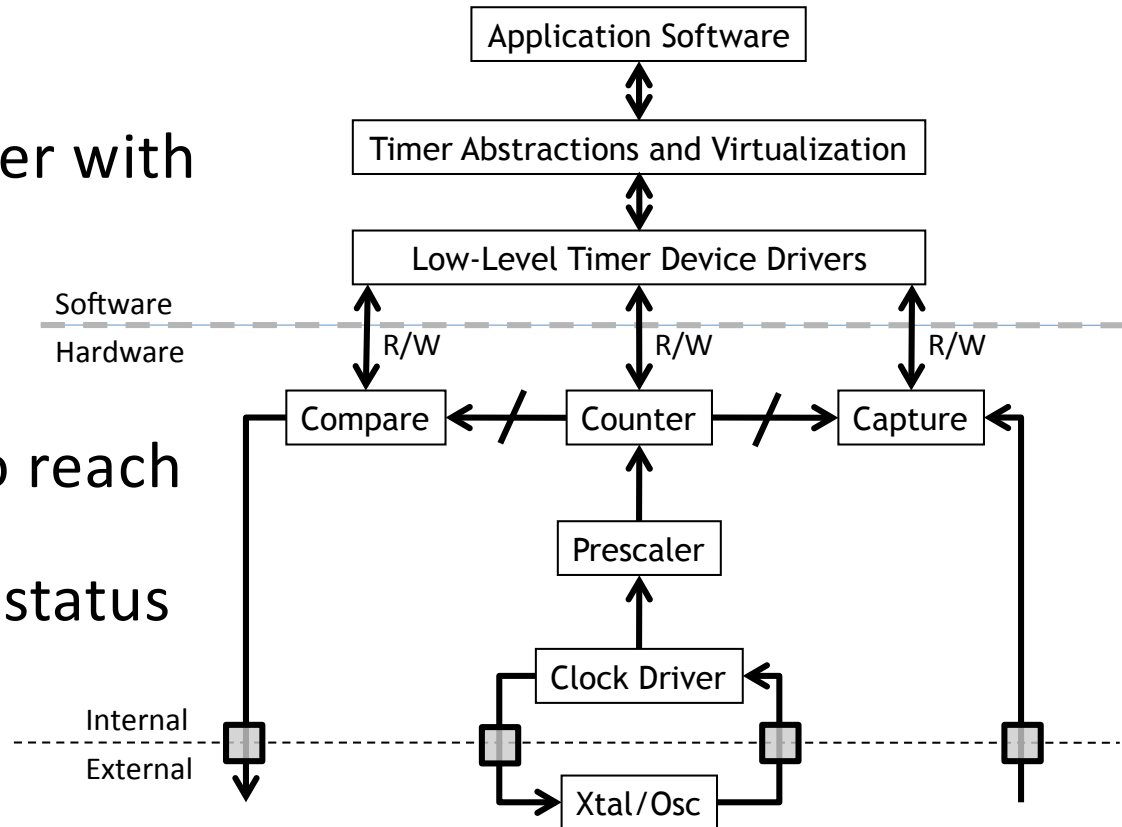 Application Software
er with
Timer Abstractions and Virtualization
Low-Level Timer Device Drivers
Software
Hardware
R/W
R/W
R/W
Compare
Counter
Capture
o reach
Prescaler
status
Clock Driver
Internal
External
Xtal/Osc